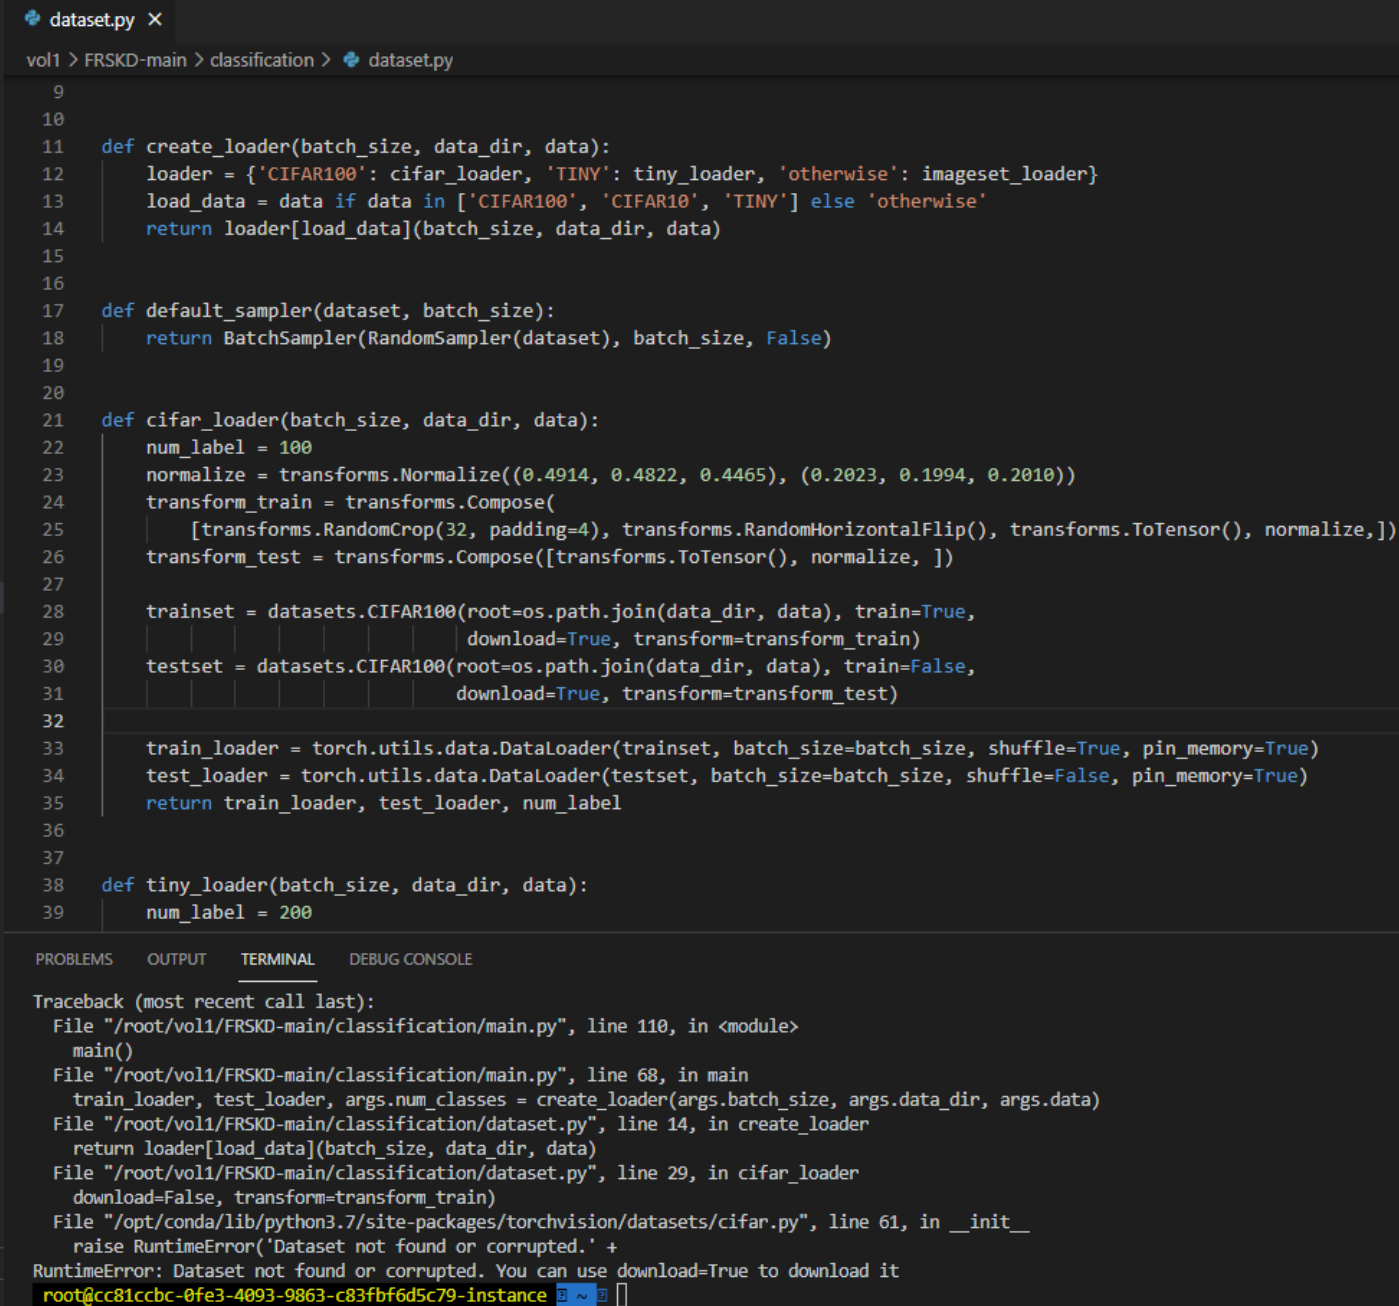 dataset.py ×
vol1 > FRSKD-main > classification > dataset.py
9
10
11 def create_loader(batch_size, data_dir, data):
12 loader = {'CIFAR100': cifar_loader, 'TINY': tiny_loader, 'otherwise': imageset_loader}
13 load_data = data if data in ['CIFAR100', 'CIFAR10', 'TINY'] else 'otherwise'
14 return loader[load_data](batch_size, data_dir, data)
15
16
17 def default_sampler(dataset, batch_size):
18 return BatchSampler(RandomSampler(dataset), batch_size, False)
19
20
21 def cifar_loader(batch_size, data_dir, data):
22 num_label = 100
23 normalize = transforms.Normalize((0.4914, 0.4822, 0.4465), (0.2023, 0.1994, 0.2010))
24 transform_train = transforms.Compose(
25 [transforms.RandomCrop(32, padding=4), transforms.RandomHorizontalFlip(), transforms.ToTensor(), normalize,])
26 transform_test = transforms.Compose([transforms.ToTensor(), normalize, ])
27
28 trainset = datasets.CIFAR100(root=os.path.join(data_dir, data), train=True,
29 download=True, transform=transform_train)
30 testset = datasets.CIFAR100(root=os.path.join(data_dir, data), train=False,
31 download=True, transform=transform_test)
32
33 train_loader = torch.utils.data.DataLoader(trainset, batch_size=batch_size, shuffle=True, pin_memory=True)
34 test_loader = torch.utils.data.DataLoader(testset, batch_size=batch_size, shuffle=False, pin_memory=True)
35 return train_loader, test_loader, num_label
36
37
38 def tiny_loader(batch_size, data_dir, data):
39 num_label = 200
PROBLEMS OUTPUT TERMINAL DEBUG CONSOLE
Traceback (most recent call last):
File "/root/vol1/FRSKD-main/classification/main.py", line 110, in <module>
main()
File "/root/vol1/FRSKD-main/classification/main.py", line 68, in main
train_loader, test_loader, args.num_classes = create_loader(args.batch_size, args.data_dir, args.data)
File "/root/vol1/FRSKD-main/classification/dataset.py", line 14, in create_loader
return loader[load_data](batch_size, data_dir, data)
File "/root/vol1/FRSKD-main/classification/dataset.py", line 29, in cifar_loader
download=False, transform=transform_train)
File "/opt/conda/lib/python3.7/site-packages/torchvision/datasets/cifar.py", line 61, in __init__
raise RuntimeError('Dataset not found or corrupted.' +
RuntimeError: Dataset not found or corrupted. You can use download=True to download it
root@cc81ccbc-0fe3-4093-9863-c83fbf6d5c79-instance ~